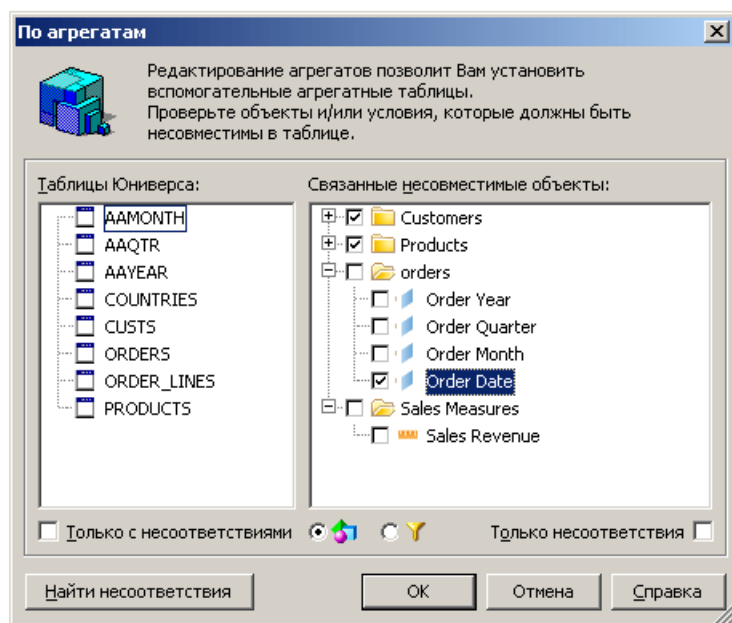 По агрегатам
Редактирование агрегатов позволит Вам установить
вспомогательные агрегатные таблицы.
Проверьте объекты и/или условия, которые должны быть
несовместимы в таблице.
Таблицы Юниверса:
AAMONTH
AAQTR
AAYEAR
COUNTRIES
CUSTS
ORDERS
ORDER_LINES
PRODUCTS
Связанные несовместимые объекты:
Customers
Products
orders
Order Year
Order Quarter
Order Month
Order Date
Sales Measures
Sales Revenue
Только с несоответствиями
Только несоответствия
Найти несоответствия
ОК
Отмена
Справка